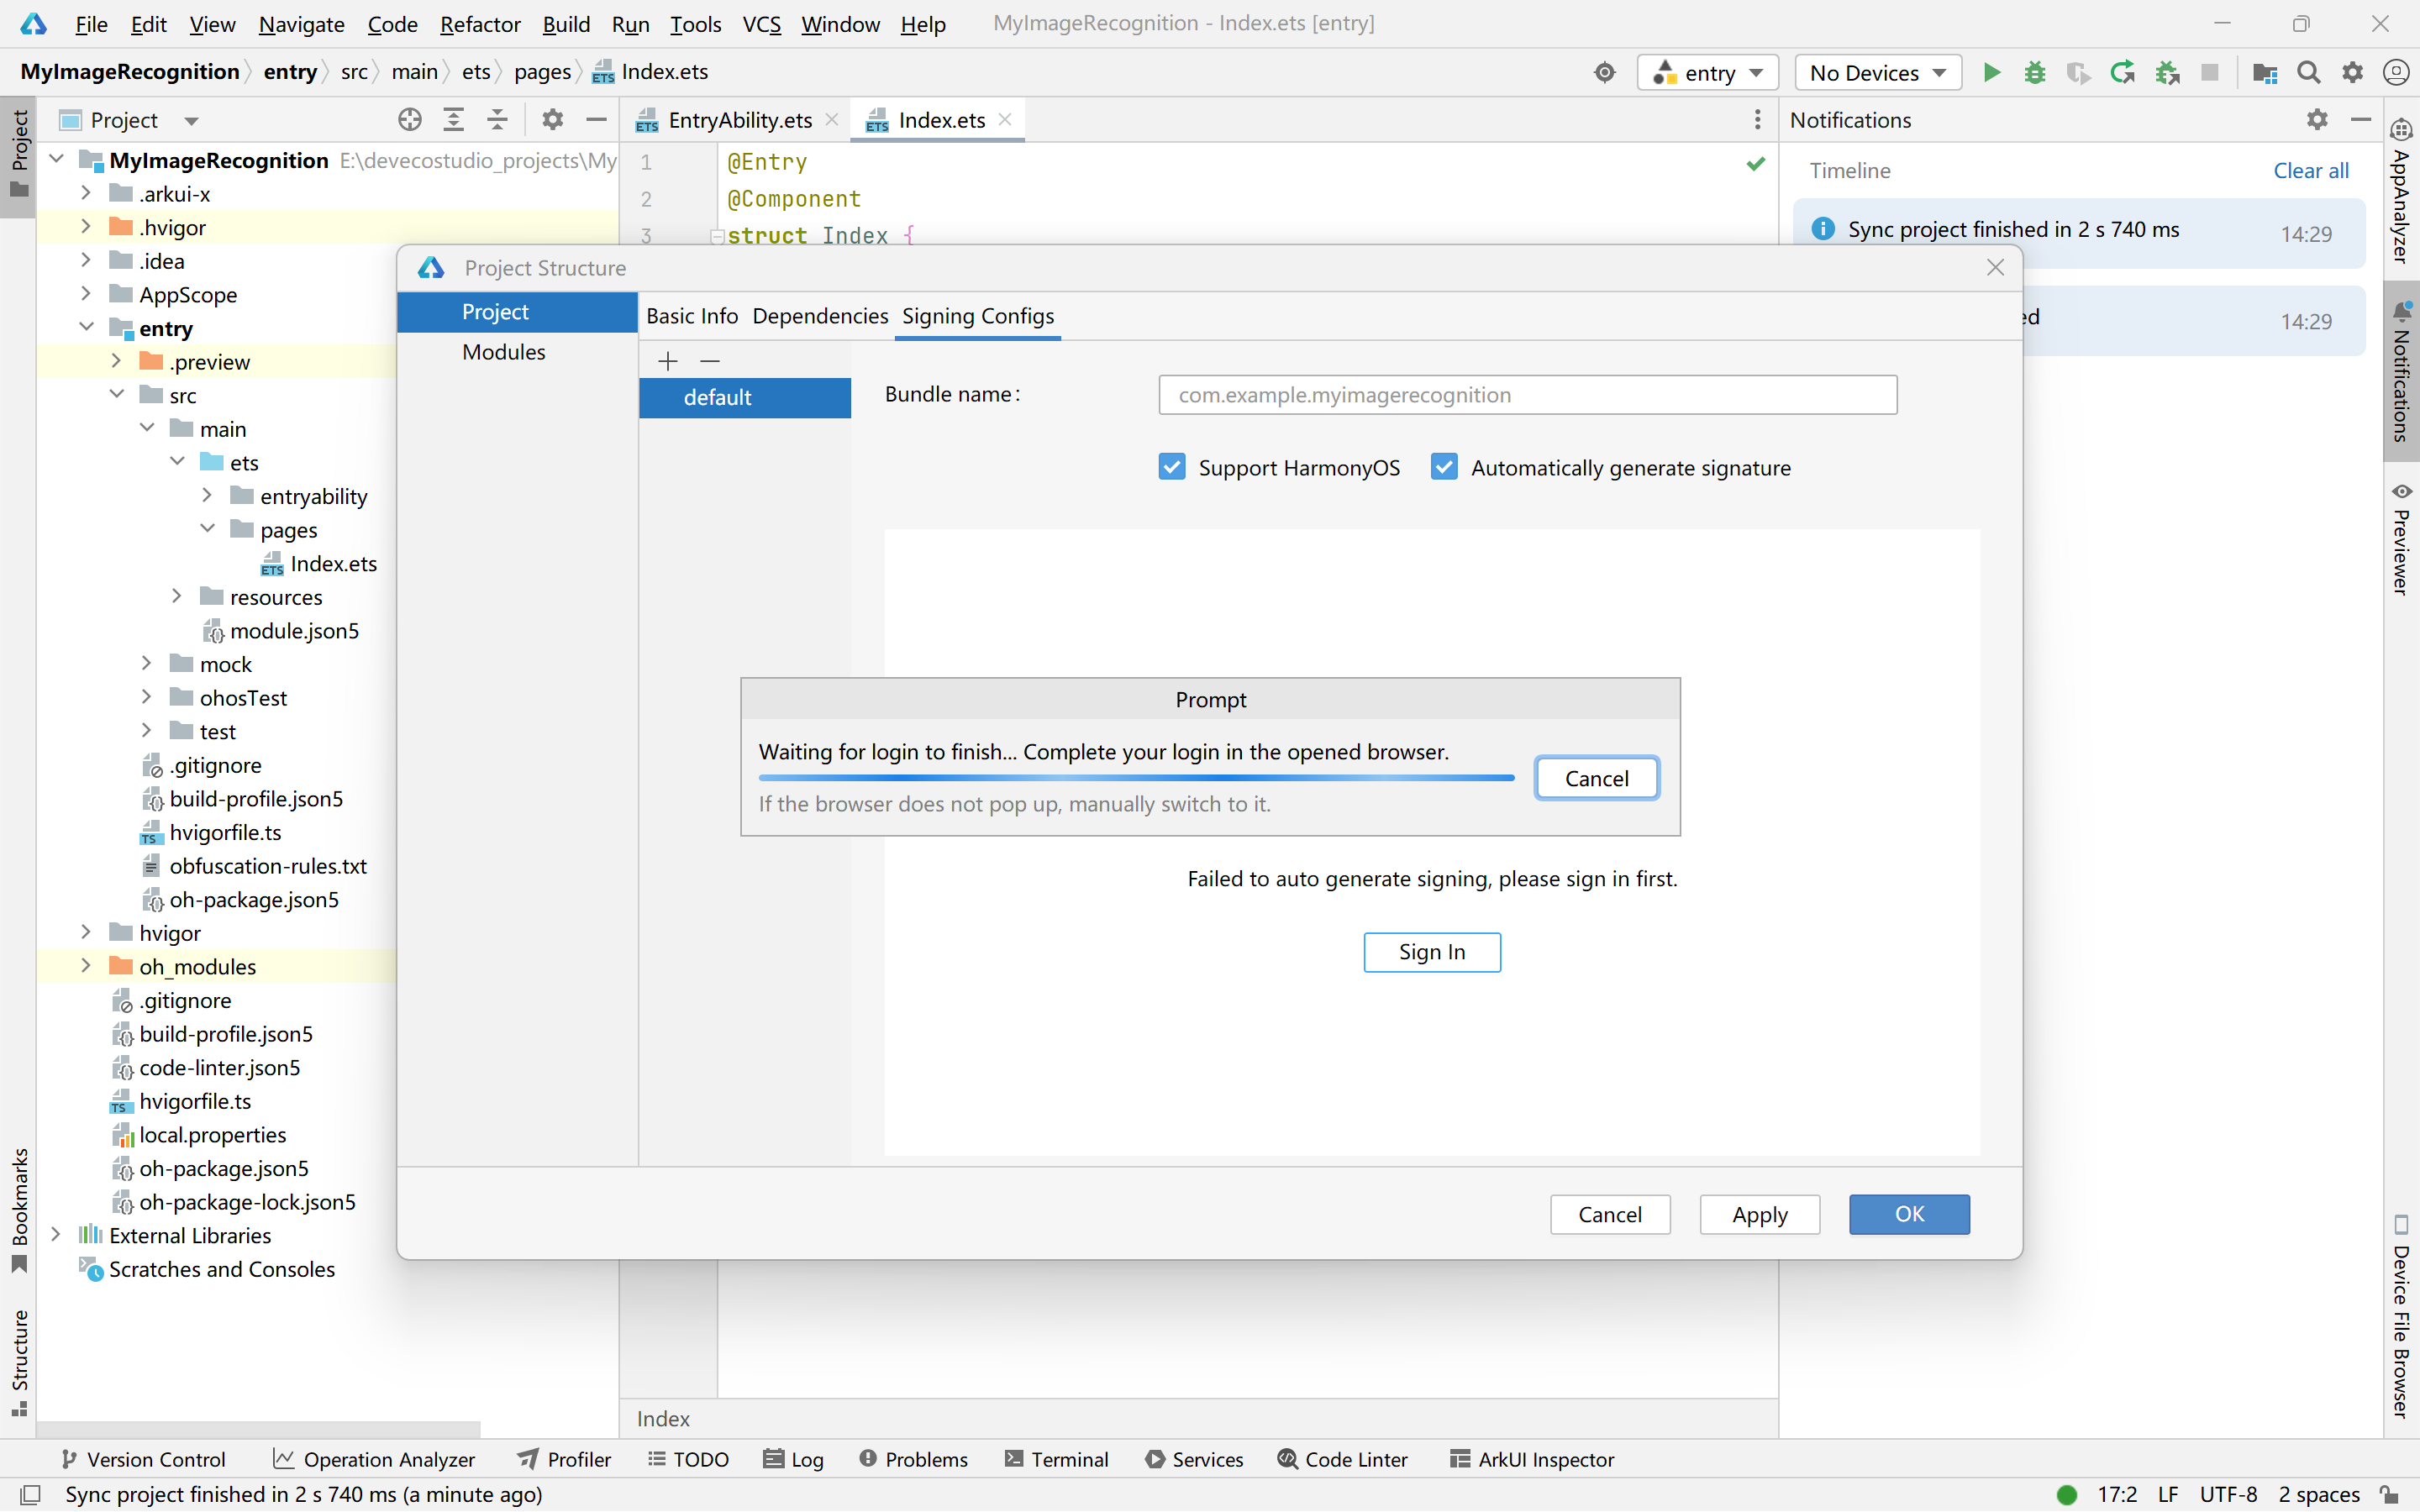 File Edit View Navigate Code Refactor Build Run Tools VCS Window Help MyImageRecognition - Index.ets [entry]
MyImageRecognition entry src main ets pages Index.ets entry No Devices
Project
Project
EntryAbility.ets
Index.ets
Notifications
MyImageRecognition E:\devecostudio_projects\My
.arkui-x
.hvigor
.idea
AppScope
entry
.preview
src
main
ets
entryability
pages
Index.ets
resources
module.json5
mock
ohosTest
test
.gitignore
build-profile.json5
hvigorfile.ts
obfuscation-rules.txt
oh-package.json5
hvigor
oh_modules
.gitignore
build-profile.json5
code-linter.json5
hvigorfile.ts
local.properties
oh-package.json5
oh-package-lock.json5
External Libraries
Scratches and Consoles
Bookmarks
Structure
1 @Entry
2 @Component
3 struct Index {
Timeline Clear all
Sync project finished in 2 s 740 ms 14:29
ed 14:29
AppAnalyzer
Notifications
Previewer
Device File Browser
Project Structure
Project
Modules
Basic Info Dependencies Signing Configs
default
Bundle name:
com.example.myimagerecognition
Support HarmonyOS Automatically generate signature
Prompt
Waiting for login to finish... Complete your login in the opened browser.
Cancel
If the browser does not pop up, manually switch to it.
Failed to auto generate signing, please sign in first.
Sign In
Cancel Apply OK
Index
Version Control Operation Analyzer Profiler TODO Log Problems Terminal Services Code Linter ArkUI Inspector
Sync project finished in 2 s 740 ms (a minute ago) 17:2 LF UTF-8 2 spaces